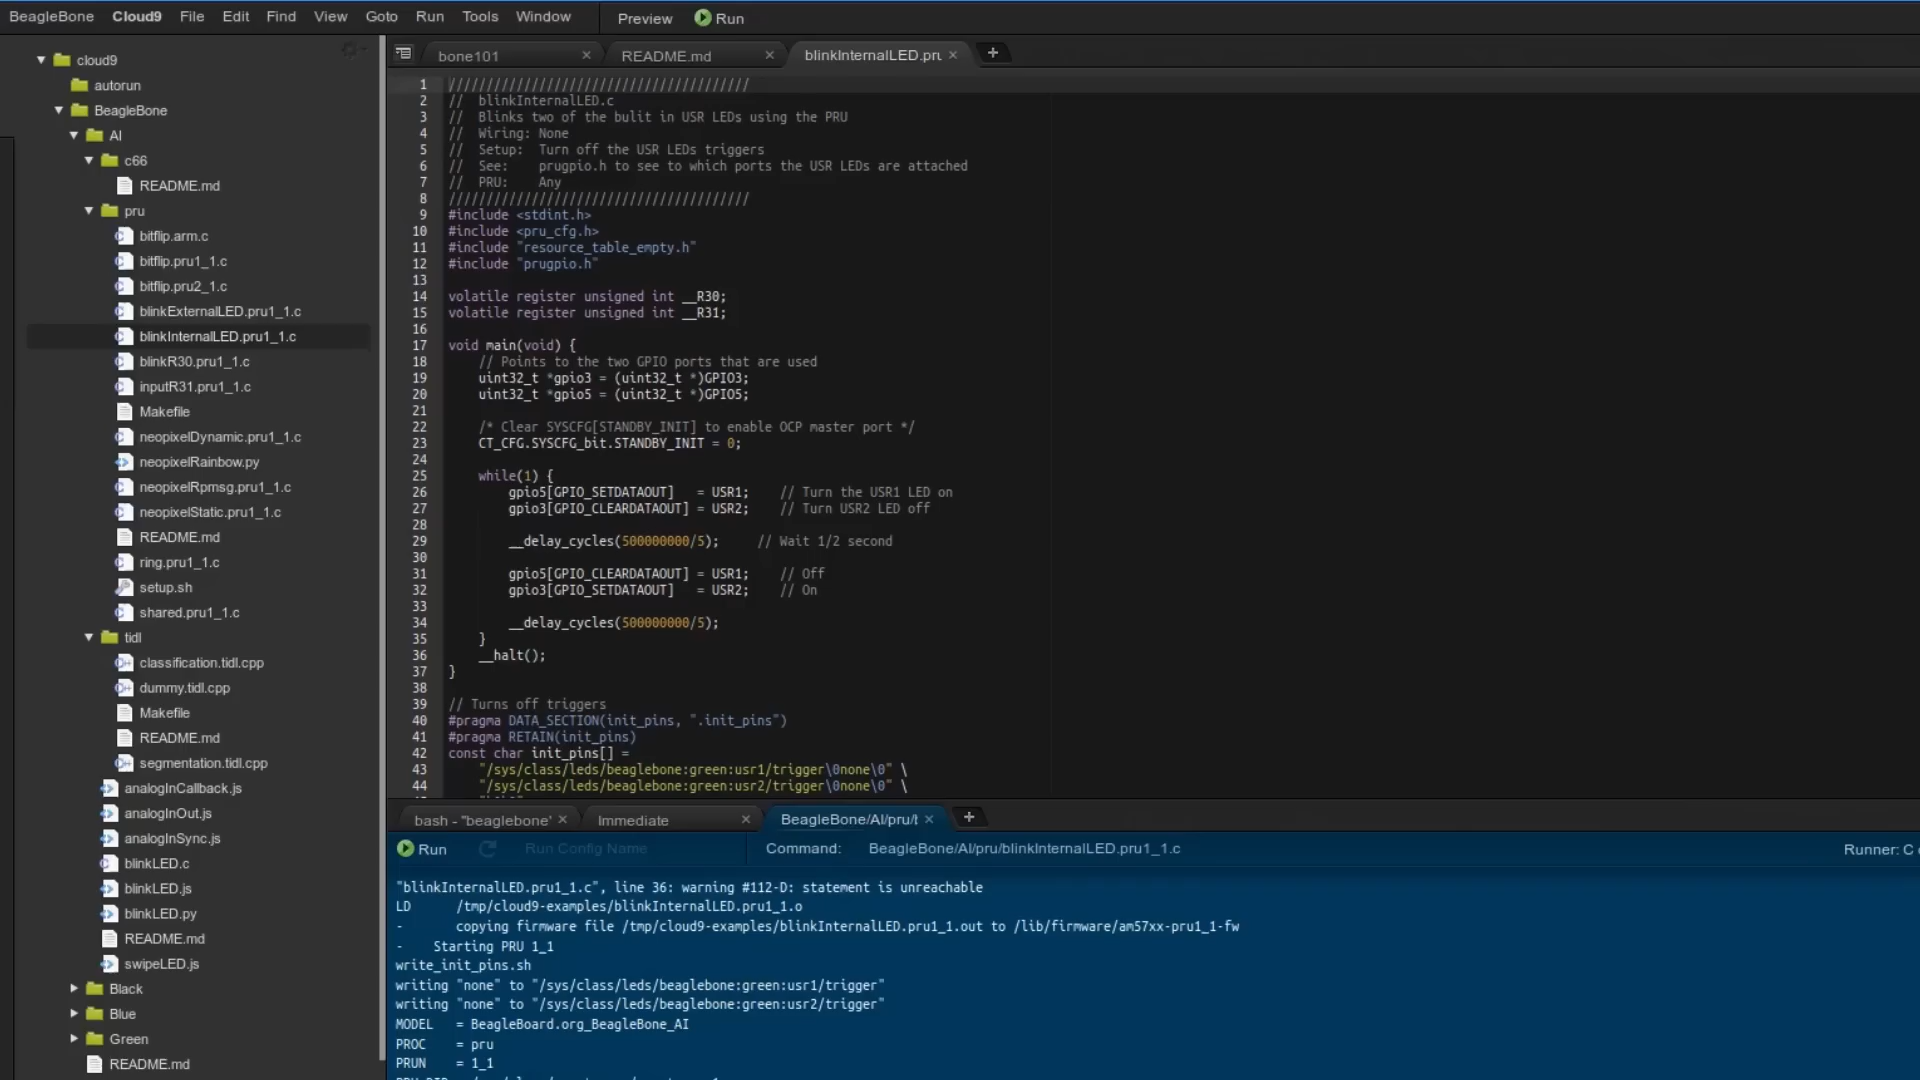 BeagleBone Cloud9 File Edit Find View Goto Run Tools Window Preview Run
cloud9
autorun
BeagleBone
AI
c66
README.md
pru
bitflip.arm.c
bitflip.pru1_1.c
bitflip.pru2_1.c
blinkExternalLED.pru1_1.c
blinkInternalLED.pru1_1.c
blinkR30.pru1_1.c
inputR31.pru1_1.c
Makefile
neopixelDynamic.pru1_1.c
neopixelRainbow.py
neopixelRpmsg.pru1_1.c
neopixelStatic.pru1_1.c
README.md
ring.pru1_1.c
setup.sh
shared.pru1_1.c
tidl
classification.tidl.cpp
dummy.tidl.cpp
Makefile
README.md
segmentation.tidl.cpp
analogInCallback.js
analogInOut.js
analogInSync.js
blinkLED.c
blinkLED.js
blinkLED.py
README.md
swipeLED.js
Black
Blue
Green
README.md
bone101 README.md blinkInternalLED.pru
1 ////////////////////////////////////////
2 //  blinkInternalLED.c
3 //  Blinks two of the bulit in USR LEDs using the PRU
4 //  Wiring: None
5 //  Setup:  Turn off the USR LEDs triggers
6 //  See:    prugpio.h to see to which ports the USR LEDs are attached
7 //  PRU:    Any
8 ////////////////////////////////////////
9 #include <stdint.h>
10 #include <pru_cfg.h>
11 #include "resource_table_empty.h"
12 #include "prugpio.h"
13
14 volatile register unsigned int __R30;
15 volatile register unsigned int __R31;
16
17 void main(void) {
18     // Points to the two GPIO ports that are used
19     uint32_t *gpio3 = (uint32_t *)GPIO3;
20     uint32_t *gpio5 = (uint32_t *)GPIO5;
21
22     /* Clear SYSCFG[STANDBY_INIT] to enable OCP master port */
23     CT_CFG.SYSCFG_bit.STANDBY_INIT = 0;
24
25     while(1) {
26         gpio5[GPIO_SETDATAOUT]   = USR1;    // Turn the USR1 LED on
27         gpio3[GPIO_CLEARDATAOUT] = USR2;    // Turn USR2 LED off
28
29         __delay_cycles(500000000/5);     // Wait 1/2 second
30
31         gpio5[GPIO_CLEARDATAOUT] = USR1;    // Off
32         gpio3[GPIO_SETDATAOUT]   = USR2;    // On
33
34         __delay_cycles(500000000/5);
35     }
36     __halt();
37 }
38
39 // Turns off triggers
40 #pragma DATA_SECTION(init_pins, ".init_pins")
41 #pragma RETAIN(init_pins)
42 const char init_pins[] =
43     "/sys/class/leds/beaglebone:green:usr1/trigger\0none\0" \
44     "/sys/class/leds/beaglebone:green:usr2/trigger\0none\0" \
bash - "beaglebone" Immediate BeagleBone/AI/pru/
Run Run Config Name Command: BeagleBone/AI/pru/blinkInternalLED.pru1_1.c Runner: C
"blinkInternalLED.pru1_1.c", line 36: warning #112-D: statement is unreachable
LD      /tmp/cloud9-examples/blinkInternalLED.pru1_1.o
-       copying firmware file /tmp/cloud9-examples/blinkInternalLED.pru1_1.out to /lib/firmware/am57xx-pru1_1-fw
-    Starting PRU 1_1
write_init_pins.sh
writing "none" to "/sys/class/leds/beaglebone:green:usr1/trigger"
writing "none" to "/sys/class/leds/beaglebone:green:usr2/trigger"
MODEL   = BeagleBoard.org_BeagleBone_AI
PROC    = pru
PRUN    = 1_1